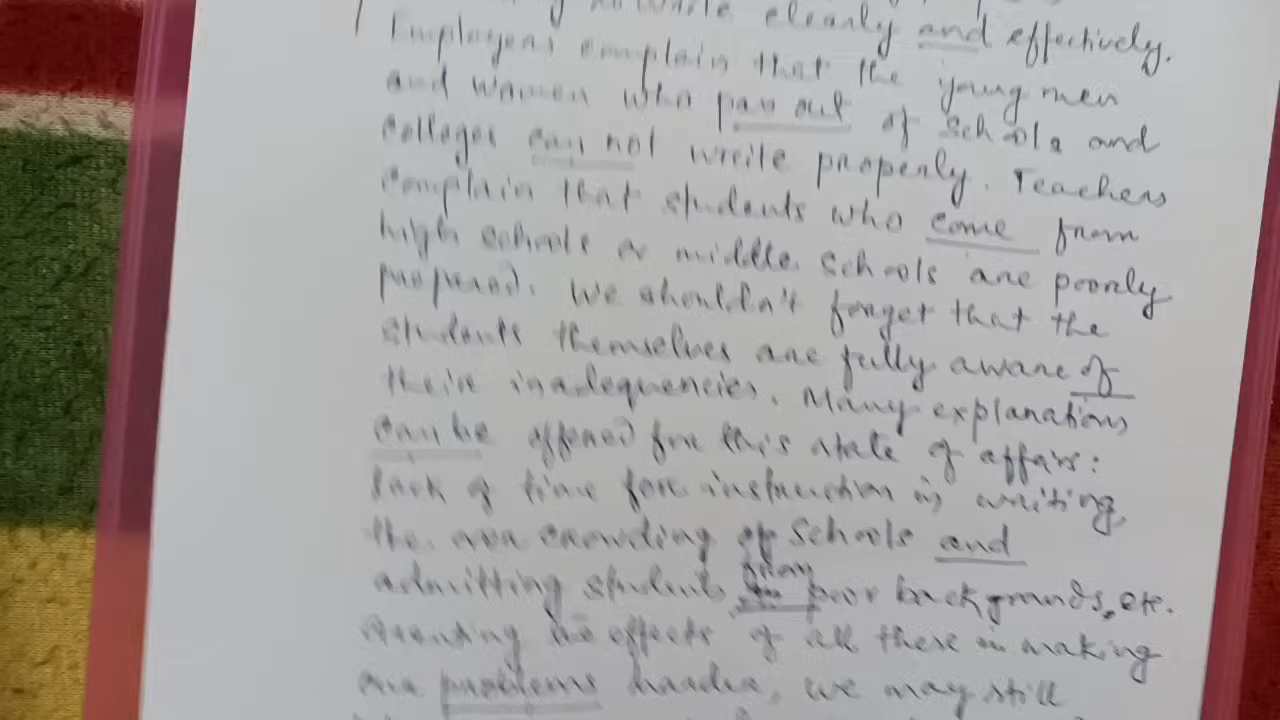 to write clearly and effectively.
Employers complain that the young men
and women who pass out of schools and
colleges can not write properly. Teachers
complain that students who come from
high schools or middle schools are poorly
prepared. We shouldn't forget that the
students themselves are fully aware of
their inadequencies. Many explanations
can be offered for this state of affairs:
lack of time for instruction in writing,
the over crowding of Schools and
admitting students from poor backgrounds, etc.
effects of all these in making
our problems harder, we may still